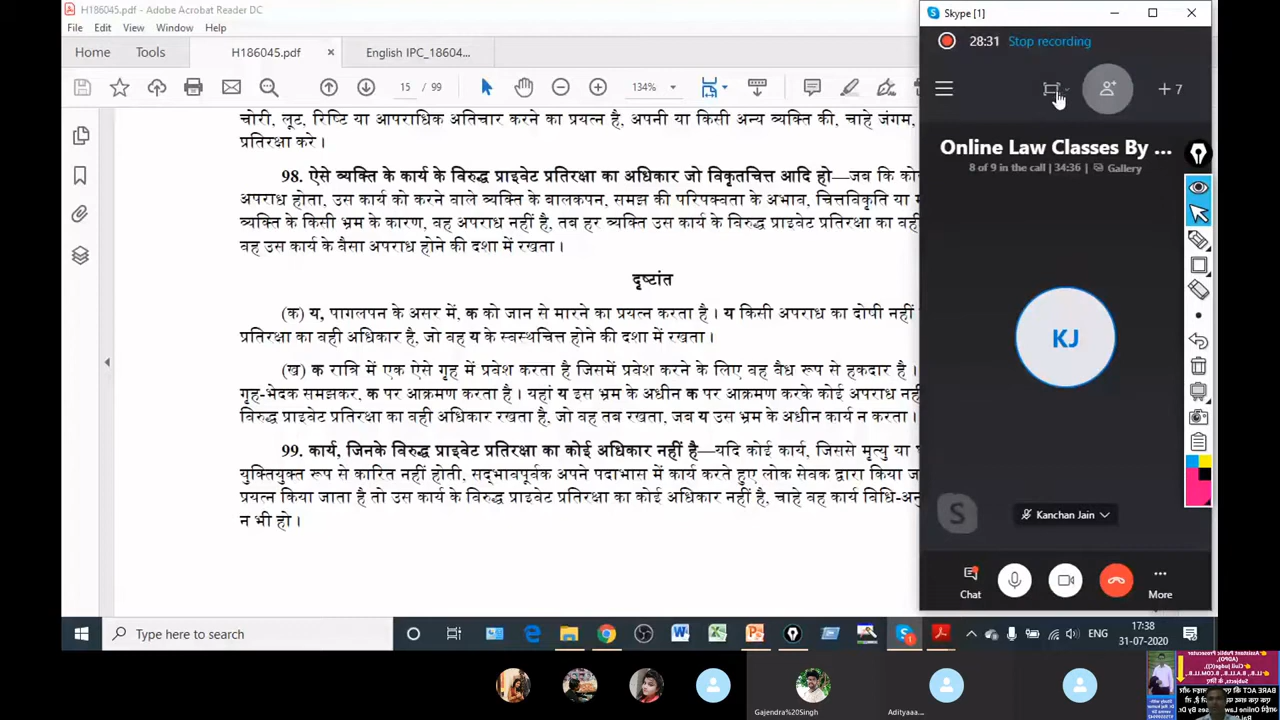 H186045.pdf - Adobe Acrobat Reader DC
File Edit View Window Help
Home Tools H186045.pdf × English IPC_18604...
15 / 99 134%
चोरी, लूट, रिष्टि या आपराधिक अतिचार करने का प्रयत्न है, अपनी या किसी अन्य व्यक्ति की, चाहे जंगम,
प्रतिरक्षा करे ।
98. ऐसे व्यक्ति के कार्य के विरुद्ध प्राइवेट प्रतिरक्षा का अधिकार जो विकृतचित्त आदि हो—जब कि
अपराध होता, उस कार्य को करने वाले व्यक्ति के बालकपन, समझ की परिपक्वता के अभाव, चित्तविकृति या
व्यक्ति के किसी भ्रम के कारण, वह अपराध नहीं है, तब हर व्यक्ति उस कार्य के विरुद्ध प्राइवेट प्रतिरक्षा का वही
वह उस कार्य के वैसा अपराध होने की दशा में रखता ।
दृष्टांत
(क) य, पागलपन के असर में, क को जान से मारने का प्रयत्न करता है । य किसी अपराध का दोषी नहीं
प्रतिरक्षा का वही अधिकार है, जो वह य के स्वस्थचित्त होने की दशा में रखता ।
(ख) क रात्रि में एक ऐसे गृह में प्रवेश करता है जिसमें प्रवेश करने के लिए वह वैध रूप से हकदार है ।
गृह-भेदक समझकर, क पर आक्रमण करता है । यहां य इस भ्रम के अधीन क पर आक्रमण करके कोई अपराध
विरुद्ध प्राइवेट प्रतिरक्षा का वही अधिकार है, जो वह तब रखता, जब य उस भ्रम के अधीन कार्य न करता ।
99. कार्य, जिनके विरुद्ध प्राइवेट प्रतिरक्षा का कोई अधिकार नहीं है—यदि कोई कार्य, जिससे मृत्यु या
युक्तियुक्त रूप से कारित नहीं होती, सद्भावपूर्वक अपने पदाभास में कार्य करते हुए लोक सेवक द्वारा किया
प्रयत्न किया जाता है तो उस कार्य के विरुद्ध प्राइवेट प्रतिरक्षा का कोई अधिकार नहीं है, चाहे वह कार्य
न भी हो ।
Skype [1]
28:31 Stop recording
+ 7
Online Law Classes By ...
8 of 9 in the call | 34:36 | Gallery
KJ
Kanchan Jain
Chat More
Type here to search
ENG
17:38
31-07-2020
Gajendra%20Singh Adityaaa...